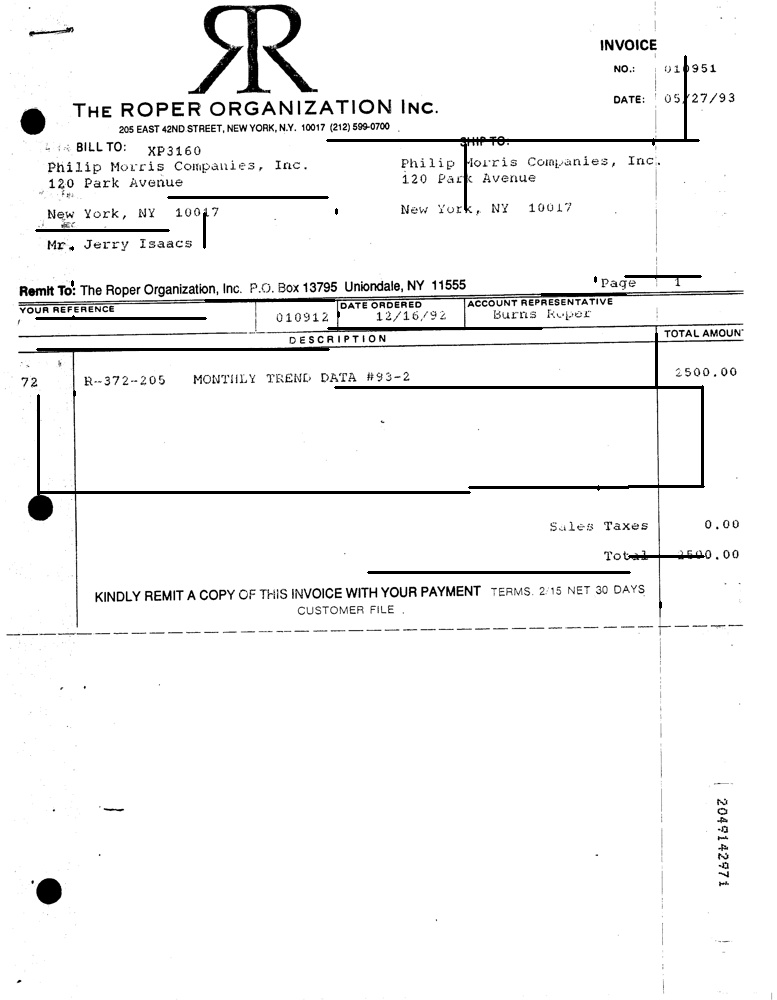 RR
INVOICE
NO.: 010951
DATE: 05/27/93
THE ROPER ORGANIZATION INC.
205 EAST 42ND STREET, NEW YORK, N.Y. 10017 (212) 599-0700
BILL TO: XP3160
Philip Morris Companies, Inc.
120 Park Avenue
New York, NY 10017
Mr. Jerry Isaacs
SHIP TO:
Philip Morris Companies, Inc.
120 Park Avenue
New York, NY 10017
Remit To: The Roper Organization, Inc. P.O. Box 13795 Uniondale, NY 11555
Page 1
YOUR REFERENCE
010912
DATE ORDERED
12/16/92
ACCOUNT REPRESENTATIVE
Burns Roper
DESCRIPTION
TOTAL AMOUN
72 R-372-205 MONTHLY TREND DATA #93-2 2500.00
Sales Taxes 0.00
Total 2500.00
KINDLY REMIT A COPY OF THIS INVOICE WITH YOUR PAYMENT TERMS. 2/15 NET 30 DAYS
CUSTOMER FILE
2049142971